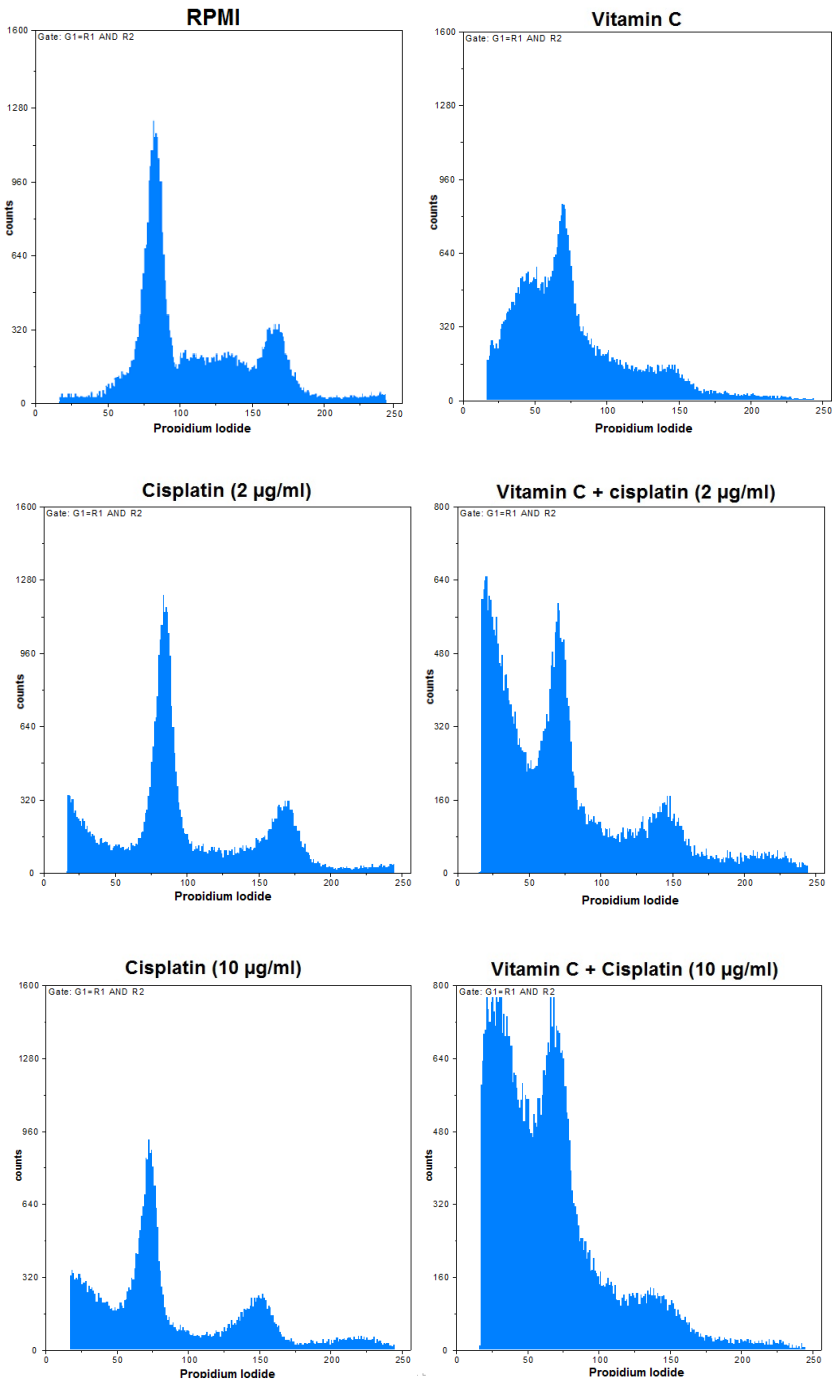 RPMI
Gate: G1=R1 AND R2
1600
1280
960
640
320
0
counts
0 50 100 150 200 250
Propidium Iodide
Vitamin C
Gate: G1=R1 AND R2
1600
1280
960
640
320
0
counts
0 50 100 150 200 250
Propidium Iodide
Cisplatin (2 µg/ml)
Gate: G1=R1 AND R2
1600
1280
960
640
320
0
counts
0 50 100 150 200 250
Propidium Iodide
Vitamin C + cisplatin (2 µg/ml)
Gate: G1=R1 AND R2
800
640
480
320
160
0
counts
0 50 100 150 200 250
Propidium Iodide
Cisplatin (10 µg/ml)
Gate: G1=R1 AND R2
1600
1280
960
640
320
0
counts
0 50 100 150 200 250
Propidium Iodide
Vitamin C + Cisplatin (10 µg/ml)
Gate: G1=R1 AND R2
800
640
480
320
160
0
counts
0 50 100 150 200 250
Propidium Iodide